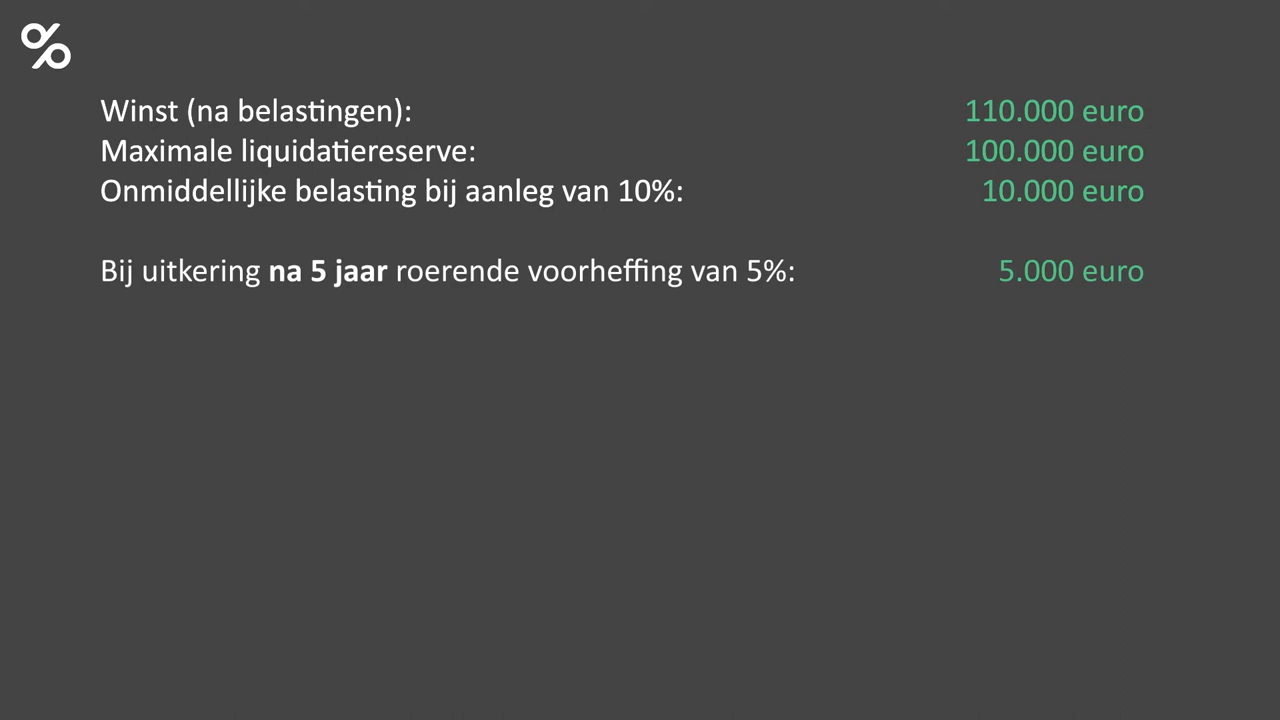 Winst (na belastingen): 110.000 euro
Maximale liquidatiereserve: 100.000 euro
Onmiddellijke belasting bij aanleg van 10%: 10.000 euro
Bij uitkering na 5 jaar roerende voorheffing van 5%: 5.000 euro